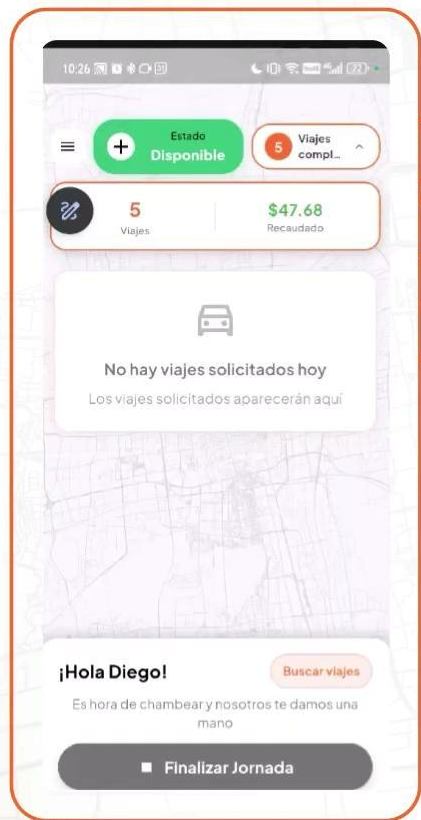 10:26
22
Estado
Disponible
5
Viajes
compl...
5
Viajes
$47.68
Recaudado
No hay viajes solicitados hoy
Los viajes solicitados aparecerán aquí
¡Hola Diego!
Buscar viajes
Es hora de chambear y nosotros te damos una
mano
Finalizar Jornada